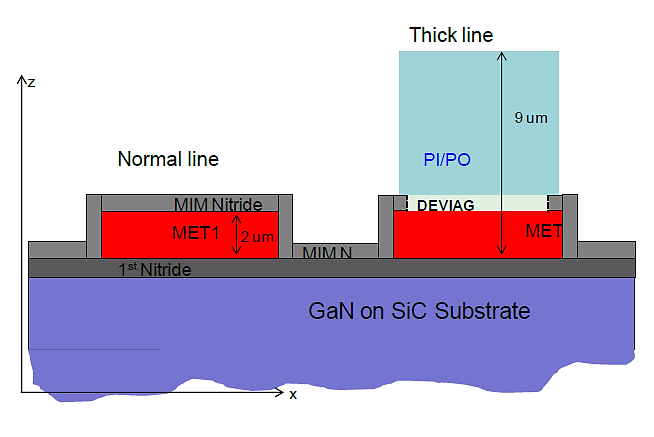 Thick line
z
9 um
Normal line
PI/PO
MIM Nitride
DEVIAG
MET1
2 um
MET
MIM N
1st Nitride
GaN on SiC Substrate
x